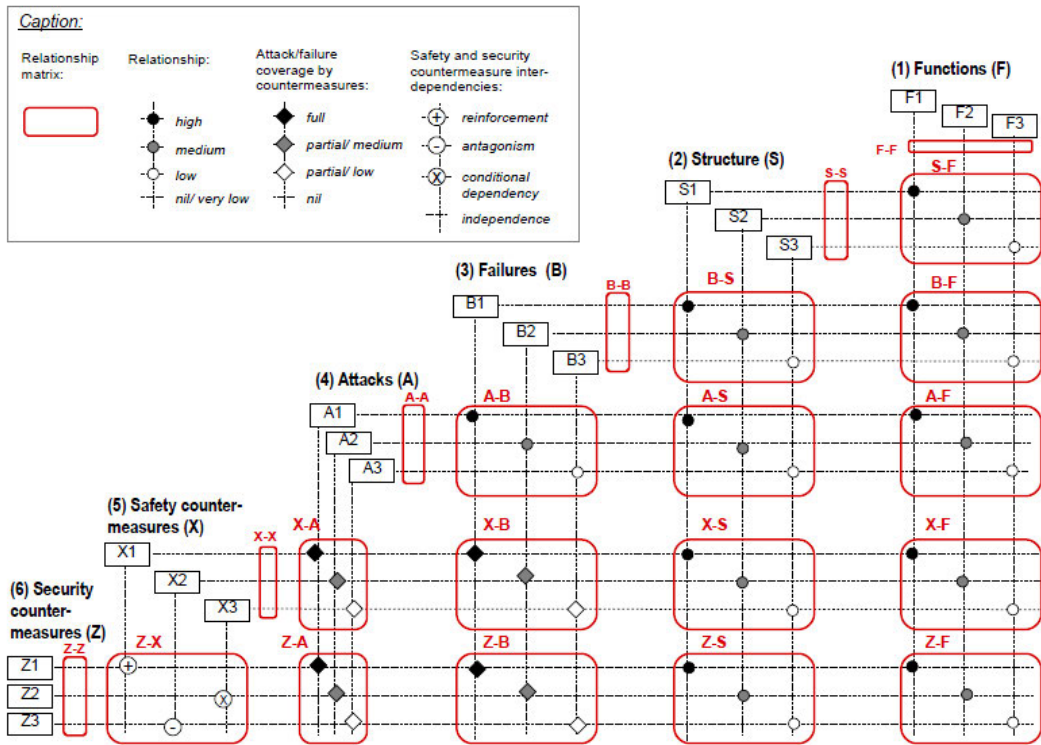 Caption:
Relationship
matrix:
Relationship:
high
medium
low
nil/ very low
Attack/failure
coverage by
countermeasures:
full
partial/ medium
partial/ low
nil
Safety and security
countermeasure inter-
dependencies:
+
reinforcement
-
antagonism
X
conditional
dependency
independence
(1) Functions (F)
F1
F2
F3
F-F
(2) Structure (S)
S-S
S-F
S1
S2
S3
(3) Failures (B)
B-B
B-S
B-F
B1
B2
B3
(4) Attacks (A)
A-A
A-B
A-S
A-F
A1
A2
A3
(5) Safety counter-
measures (X)
X-X
X-A
X-B
X-S
X-F
X1
X2
X3
(6) Security
counter-
measures (Z)
Z-Z
Z-X
Z-A
Z-B
Z-S
Z-F
Z1
+
Z2
X
Z3
-